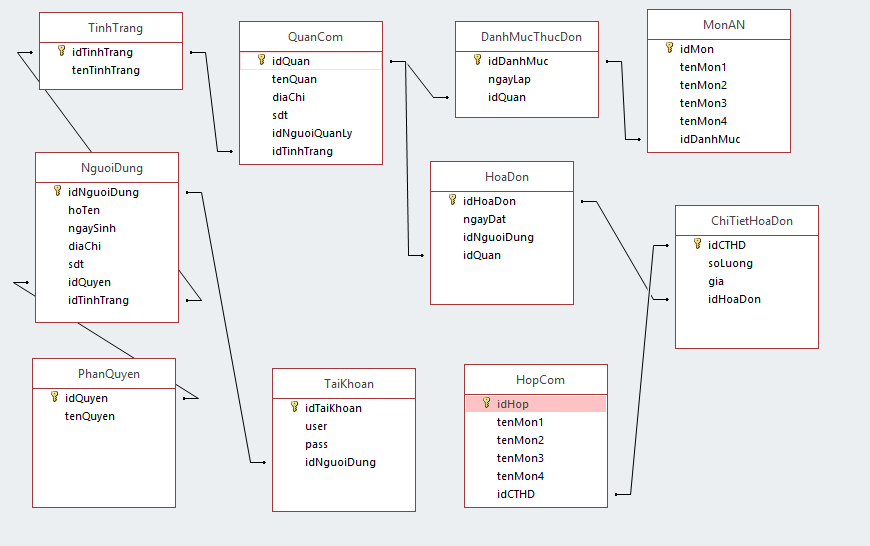 TinhTrang
idTinhTrang
tenTinhTrang
QuanCom
idQuan
tenQuan
diaChi
sdt
idNguoiQuanLy
idTinhTrang
DanhMucThucDon
idDanhMuc
ngayLap
idQuan
MonAN
idMon
tenMon1
tenMon2
tenMon3
tenMon4
idDanMuc
NguoiDung
idNguoiDung
hoTen
ngaySinh
diaChi
sdt
idQuyen
idTinhTrang
HoaDon
idHoaDon
ngayDat
idNguoiDung
idQuan
ChiTietHoaDon
idCTHD
soLuong
gia
idHoaDon
PhanQuyen
idQuyen
tenQuyen
TaiKhoan
idTaiKhoan
user
pass
idNguoiDung
HopCom
idHop
tenMon1
tenMon2
tenMon3
tenMon4
idCTHD